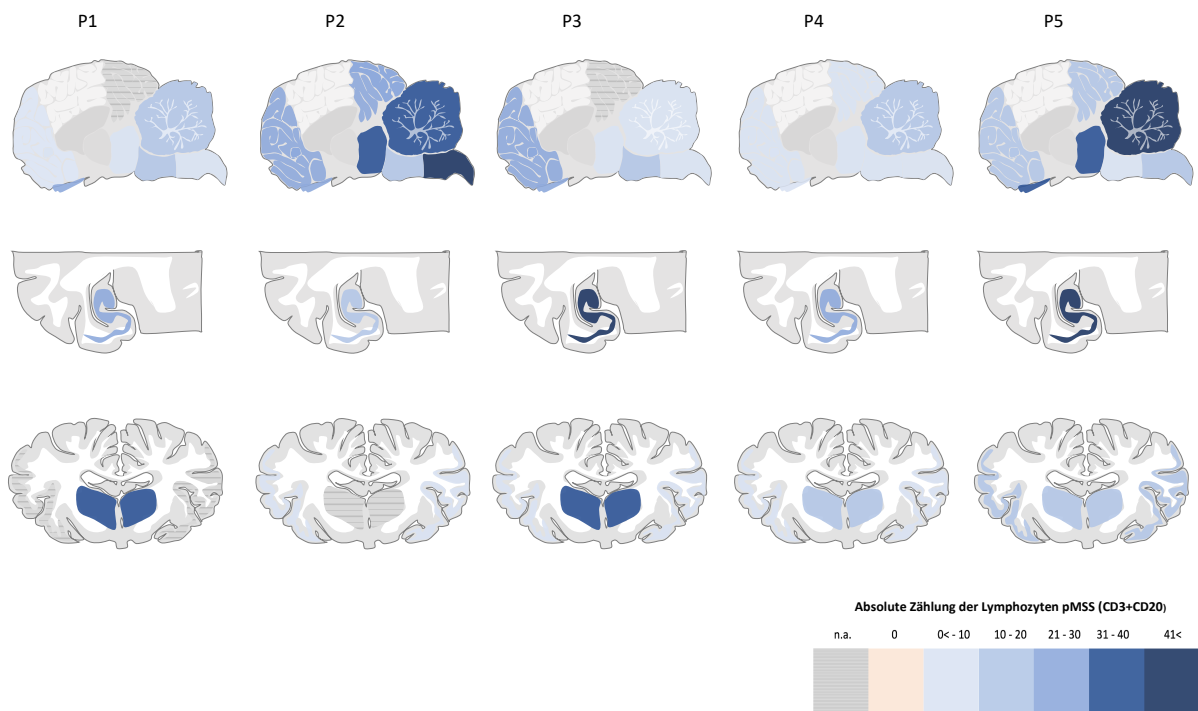 P1 P2 P3 P4 P5
Absolute Zählung der Lymphozyten pMSS (CD3+CD20)
n.a. 0 0< - 10 10 - 20 21 - 30 31 - 40 41<